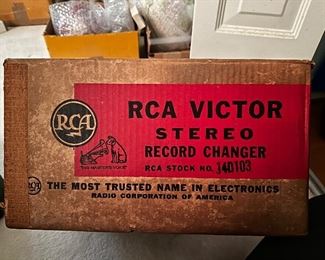 RCA VICTOR
STEREO
RECORD CHANGER
RCA STOCK NO. 140103
RCA
"HIS MASTER'S VOICE"
RCA
THE MOST TRUSTED NAME IN ELECTRONICS
RADIO CORPORATION OF AMERICA